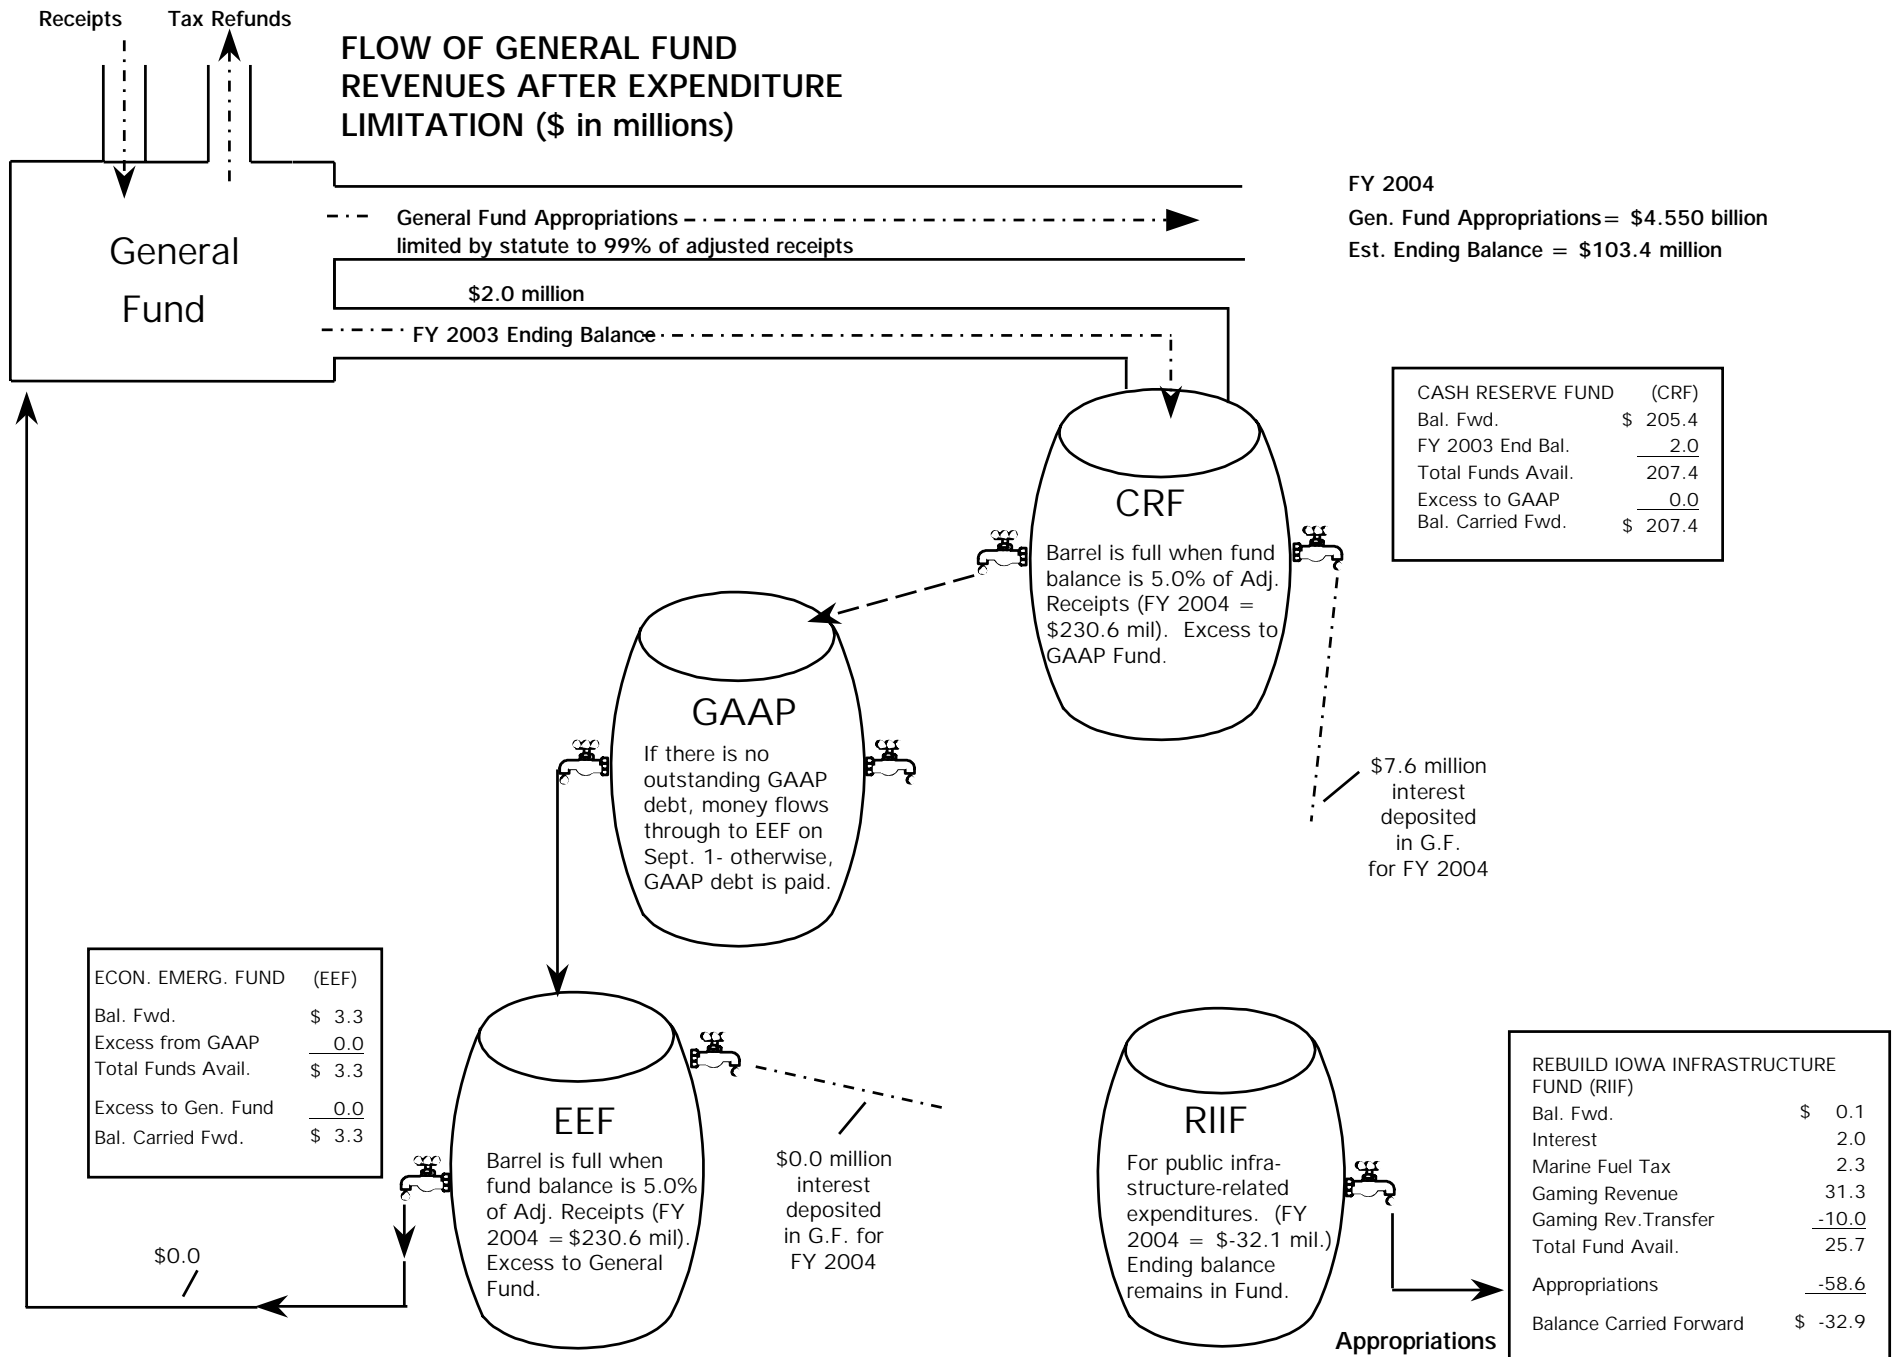 Receipts
Tax Refunds
FLOW OF GENERAL FUND
REVENUES AFTER EXPENDITURE
LIMITATION ($ in millions)
General
Fund
General Fund Appropriations
limited by statute to 99% of adjusted receipts
FY 2004
Gen. Fund Appropriations= $4.550 billion
Est. Ending Balance = $103.4 million
$2.0 million
FY 2003 Ending Balance
CASH RESERVE FUND (CRF)
Bal. Fwd. $ 205.4
FY 2003 End Bal. 2.0
Total Funds Avail. 207.4
Excess to GAAP 0.0
Bal. Carried Fwd. $ 207.4
CRF
Barrel is full when fund
balance is 5.0% of Adj.
Receipts (FY 2004 =
$230.6 mil). Excess to
GAAP Fund.
GAAP
If there is no
outstanding GAAP
debt, money flows
through to EEF on
Sept. 1- otherwise,
GAAP debt is paid.
$7.6 million
interest
deposited
in G.F.
for FY 2004
ECON. EMERG. FUND (EEF)
Bal. Fwd. $ 3.3
Excess from GAAP 0.0
Total Funds Avail. $ 3.3
Excess to Gen. Fund 0.0
Bal. Carried Fwd. $ 3.3
EEF
Barrel is full when
fund balance is 5.0%
of Adj. Receipts (FY
2004 = $230.6 mil).
Excess to General
Fund.
$0.0 million
interest
deposited
in G.F. for
FY 2004
$0.0
RIIF
For public infra-
structure-related
expenditures. (FY
2004 = $-32.1 mil.)
Ending balance
remains in Fund.
Appropriations
REBUILD IOWA INFRASTRUCTURE
FUND (RIIF)
Bal. Fwd. $ 0.1
Interest 2.0
Marine Fuel Tax 2.3
Gaming Revenue 31.3
Gaming Rev.Transfer -10.0
Total Fund Avail. 25.7
Appropriations -58.6
Balance Carried Forward $ -32.9